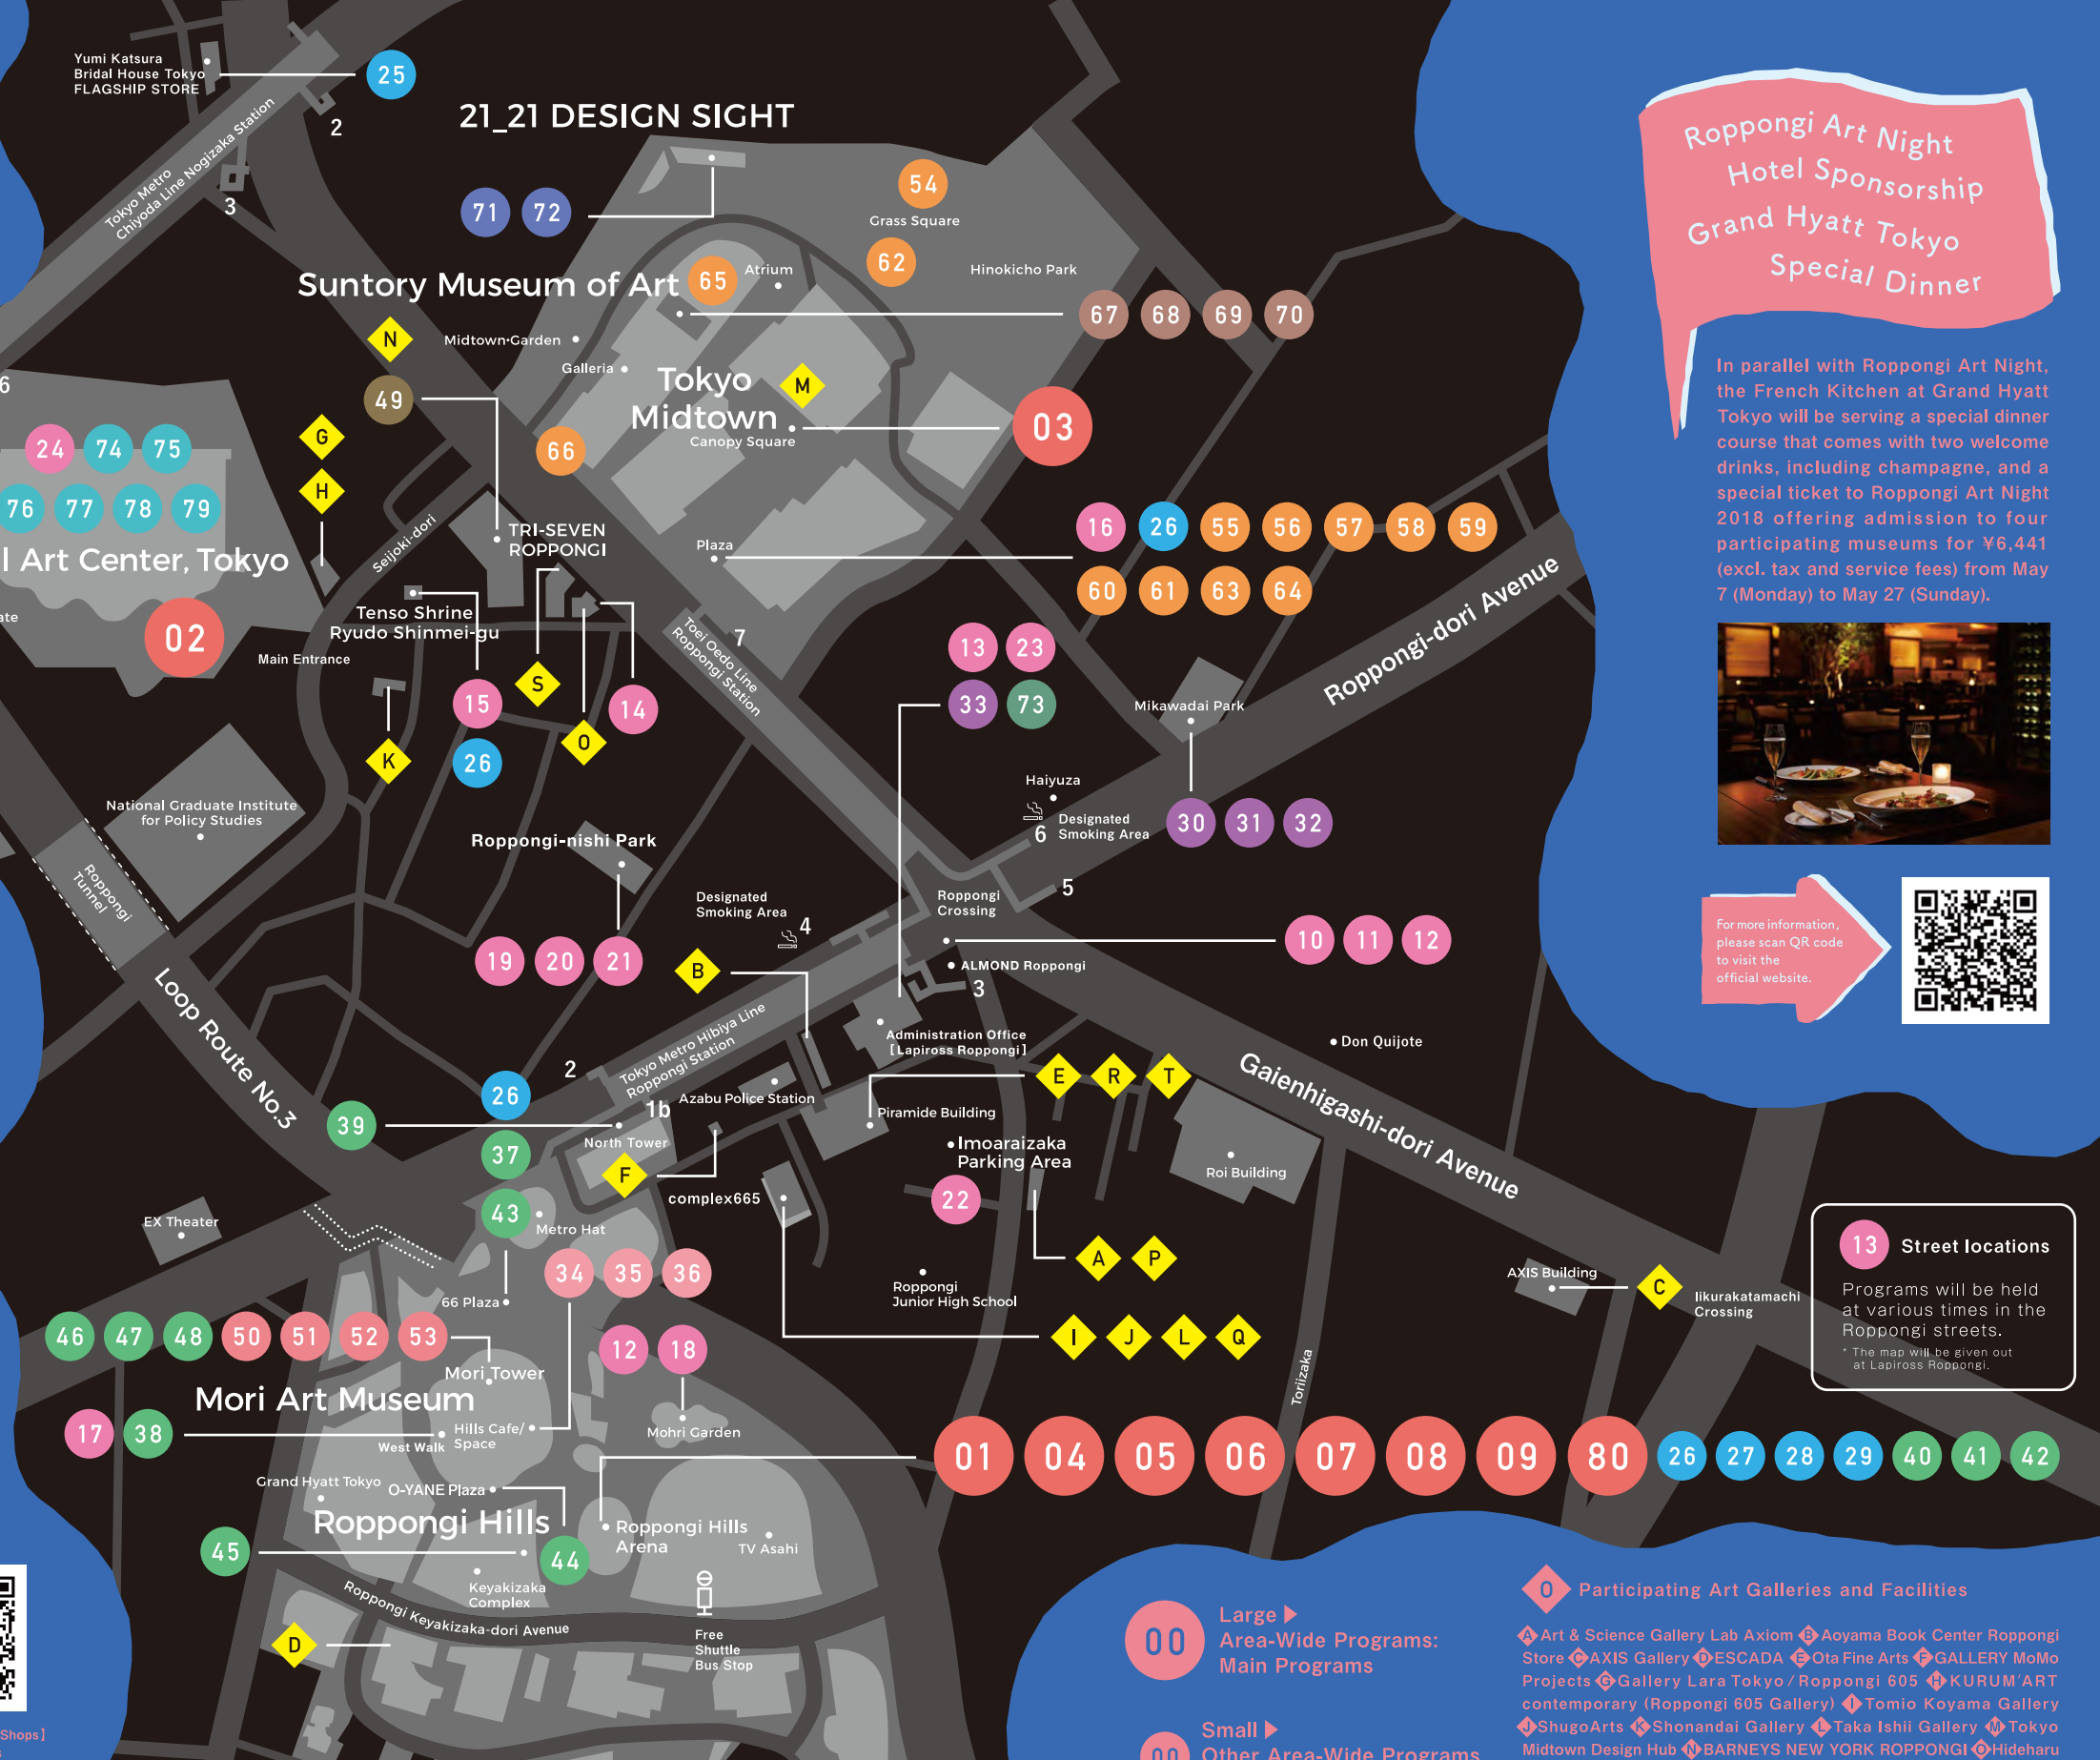 Yumi Katsura
Bridal House Tokyo
FLAGSHIP STORE
25
2
3
Tokyo Metro
Chiyoda Line Nogizaka Station
21_21 DESIGN SIGHT
71 72
54
Grass Square
62
Hinokicho Park
Suntory Museum of Art
65
Atrium
67 68 69 70
N
Midtown•Garden
Galleria
49
Tokyo
Midtown
M
Canopy Square
03
66
6
G
H
24 74 75
76 77 78 79
l Art Center, Tokyo
ate
02
Main Entrance
Seijoki-dori
TRI-SEVEN
ROPPONGI
Plaza
16 26 55 56 57 58 59
60 61 63 64
Tenso Shrine
Ryudo Shinmei-gu
15
26
S
O
14
K
7
Toei Oedo Line
Roppongi Station
Roppongi-dori Avenue
13 23
33 73
Mikawadai Park
30 31 32
Haiyuza
6
Designated
Smoking Area
5
National Graduate Institute
for Policy Studies
Roppongi
Tunnel
Roppongi-nishi Park
19 20 21
Designated
Smoking Area
4
B
Roppongi
Crossing
10 11 12
ALMOND Roppongi
3
Administration Office
[Lapiross Roppongi]
Don Quijote
Loop Route No.3
Tokyo Metro Hibiya Line
Roppongi Station
2
1b
Azabu Police Station
E R T
Piramide Building
Gaienhigashi-dori Avenue
26
39
37
43
North Tower
F
complex665
Imoaraizaka
Parking Area
22
Roi Building
EX Theater
Metro Hat
34 35 36
66 Plaza
A P
Roppongi
Junior High School
I J L Q
AXIS Building
C
Iikurakatamachi
Crossing
Toriizaka
46 47 48 50 51 52 53
Mori Tower
12 18
Mori Art Museum
17 38
West Walk
Hills Cafe/
Space
Mohri Garden
01 04 05 06 07 08 09 80 26 27 28 29 40 41 42
Grand Hyatt Tokyo
O-YANE Plaza
Roppongi Hills
45
44
Roppongi Hills
Arena
TV Asahi
Keyakizaka
Complex
Roppongi Keyakizaka-dori Avenue
D
Free
Shuttle
Bus Stop
Shops]
Roppongi Art Night
Hotel Sponsorship
Grand Hyatt Tokyo
Special Dinner
In parallel with Roppongi Art Night,
the French Kitchen at Grand Hyatt
Tokyo will be serving a special dinner
course that comes with two welcome
drinks, including champagne, and a
special ticket to Roppongi Art Night
2018 offering admission to four
participating museums for ¥6,441
(excl. tax and service fees) from May
7 (Monday) to May 27 (Sunday).
For more information,
please scan QR code
to visit the
official website.
13 Street locations
Programs will be held
at various times in the
Roppongi streets.
* The map will be given out
at Lapiross Roppongi.
00
Large ▶
Area-Wide Programs:
Main Programs
00
Small ▶
Other Area-Wide Programs
O Participating Art Galleries and Facilities
A Art & Science Gallery Lab Axiom B Aoyama Book Center Roppongi
Store C AXIS Gallery D ESCADA E Ota Fine Arts F GALLERY MoMo
Projects G Gallery Lara Tokyo / Roppongi 605 H KURUM'ART
contemporary (Roppongi 605 Gallery) I Tomio Koyama Gallery
J ShugoArts K Shonandai Gallery L Taka Ishii Gallery M Tokyo
Midtown Design Hub N BARNEYS NEW YORK ROPPONGI O Hideharu